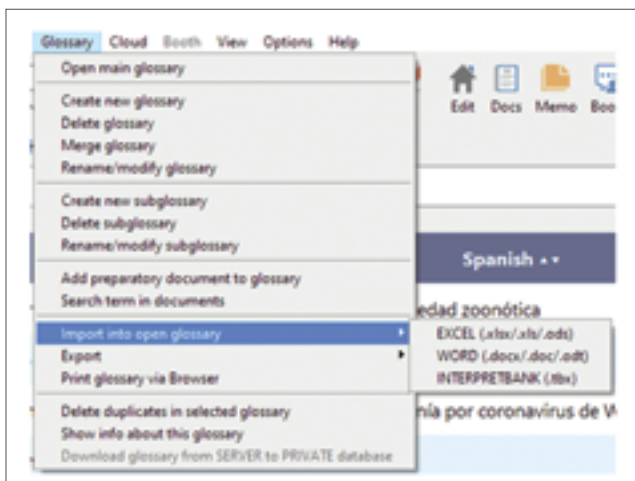 Glossary Cloud Booth View Options Help
Open main glossary
Create new glossary
Delete glossary
Merge glossary
Rename/modify glossary
Create new subglossary
Delete subglossary
Rename/modify subglossary
Add preparatory document to glossary
Search term in documents
Import into open glossary
Export
Print glossary via Browser
Delete duplicates in selected glossary
Show info about this glossary
Download glossary from SERVER to PRIVATE database
Edit Docs Memo Boo
Spanish
edad zoonótica
EXCEL (.xlsx/.xls/.ods)
WORD (.docx/.doc/.odt)
INTERPRETBANK (.tbx)
nía por coronavirus de W